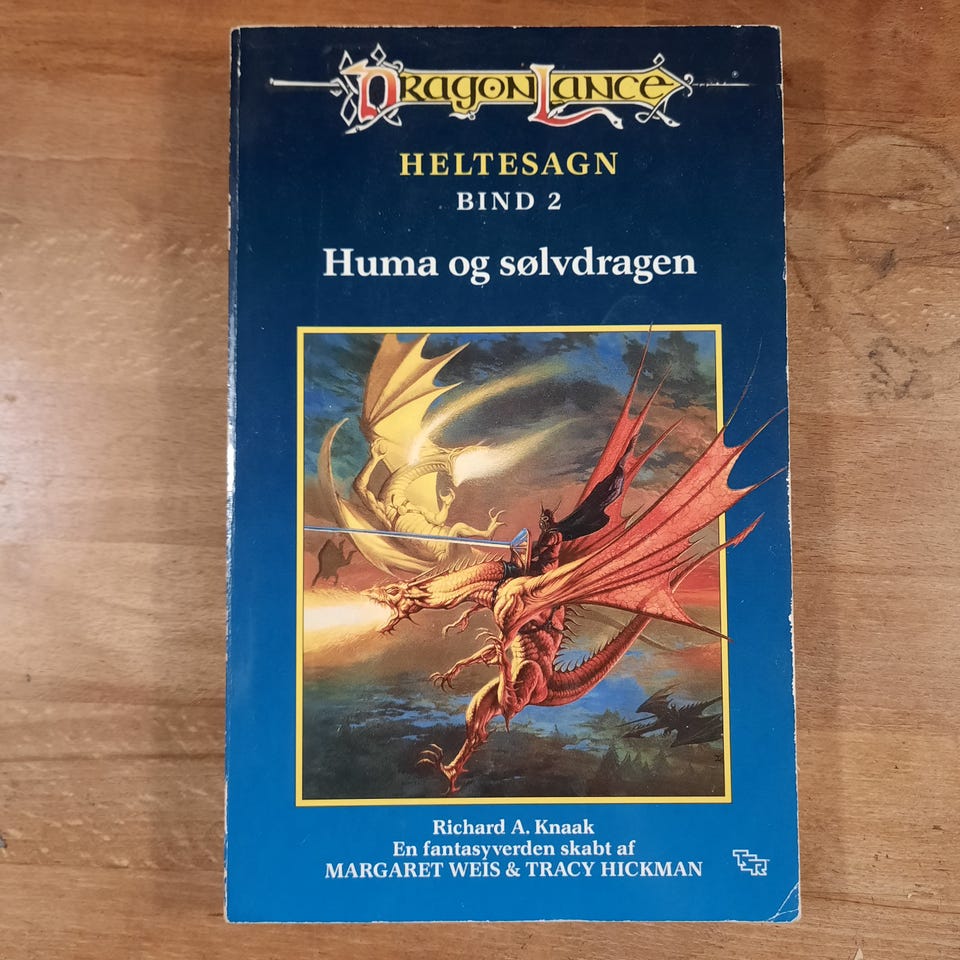 DRAGONLANCE
HELTESAGN
BIND 2
Huma og sølvdragen
Richard A. Knaak
En fantasyverden skabt af
MARGARET WEIS & TRACY HICKMAN
TSR